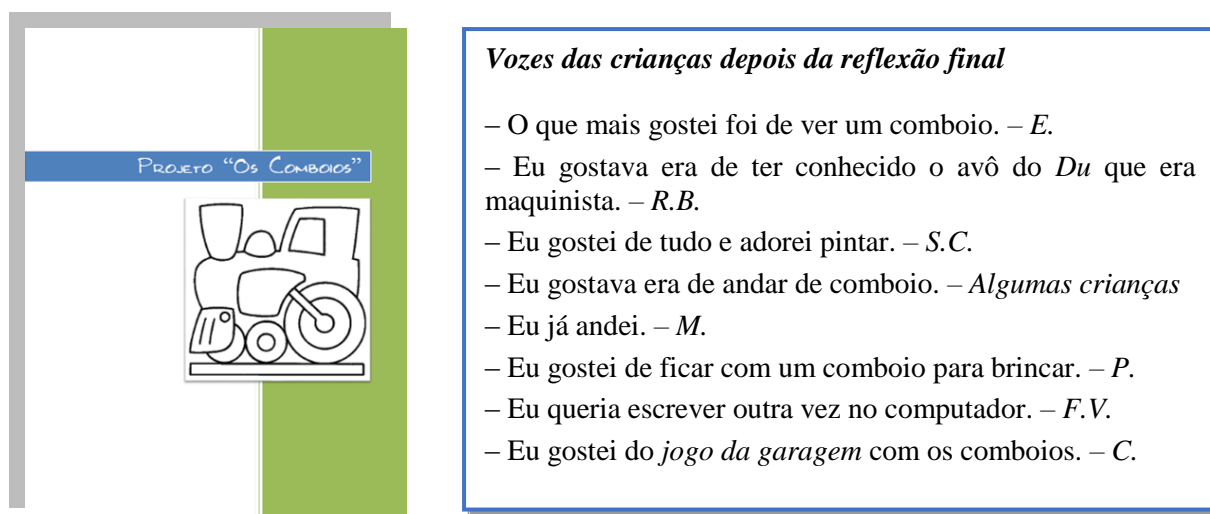 PROJETO “OS COMBOIOS”
Vozes das crianças depois da reflexão final
– O que mais gostei foi de ver um comboio. – E.
– Eu gostava era de ter conhecido o avô do Du que era
maquinista. – R.B.
– Eu gostei de tudo e adorei pintar. – S.C.
– Eu gostava era de andar de comboio. – Algumas crianças
– Eu já andei. – M.
– Eu gostei de ficar com um comboio para brincar. – P.
– Eu queria escrever outra vez no computador. – F.V.
– Eu gostei do jogo da garagem com os comboios. – C.